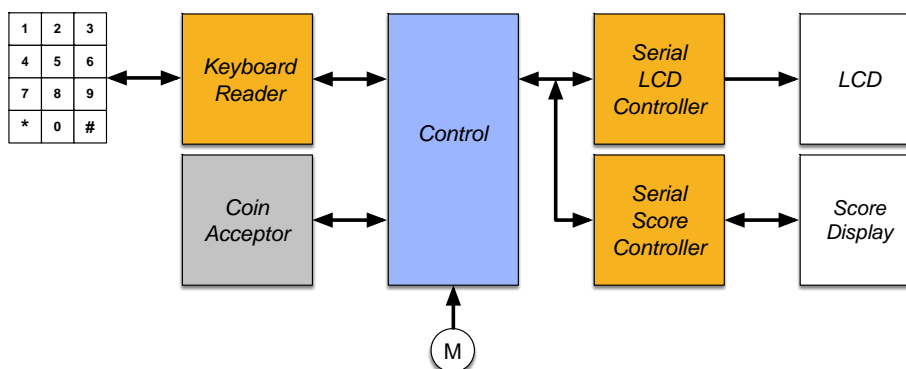 1 2 3
4 5 6
7 8 9
* 0 #
Keyboard
Reader
Coin
Acceptor
Control
M
Serial
LCD
Controller
LCD
Serial
Score
Controller
Score
Display